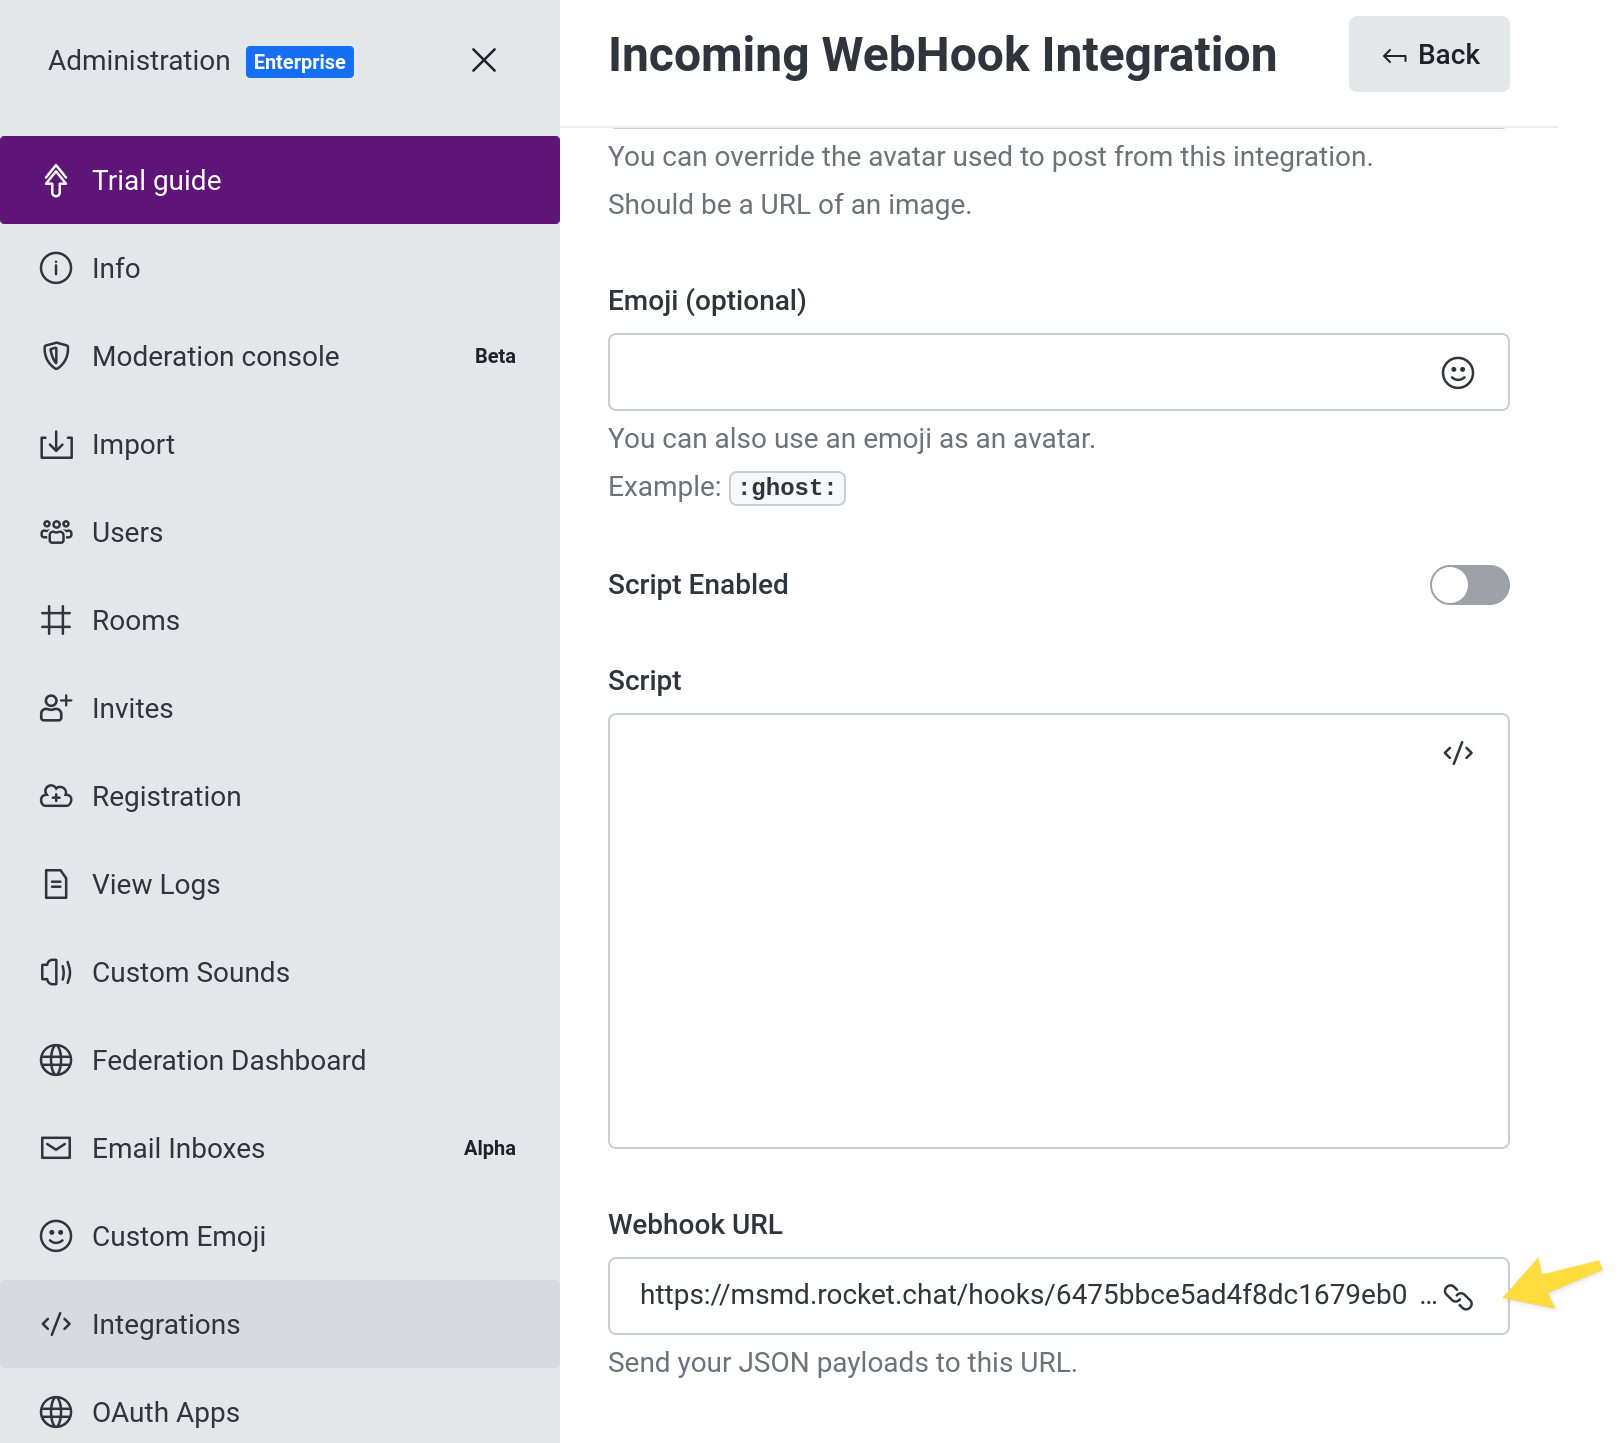 Administration Enterprise
Trial guide
Info
Moderation console Beta
Import
Users
Rooms
Invites
Registration
View Logs
Custom Sounds
Federation Dashboard
Email Inboxes Alpha
Custom Emoji
Integrations
OAuth Apps
Incoming WebHook Integration
Back
You can override the avatar used to post from this integration.
Should be a URL of an image.
Emoji (optional)
You can also use an emoji as an avatar.
Example: :ghost:
Script Enabled
Script
</>
Webhook URL
https://msmd.rocket.chat/hooks/6475bbce5ad4f8dc1679eb0 ...
Send your JSON payloads to this URL.